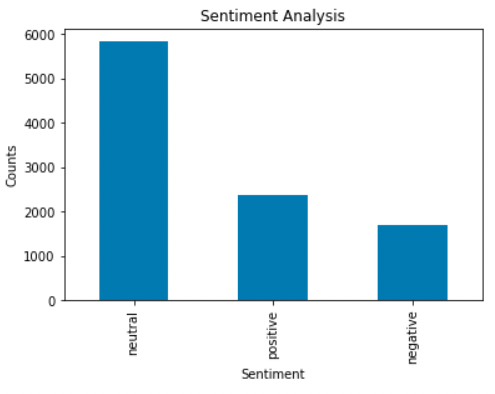 Sentiment Analysis
6000
5000
4000
3000
2000
1000
0
Counts
neutral
positive
negative
Sentiment